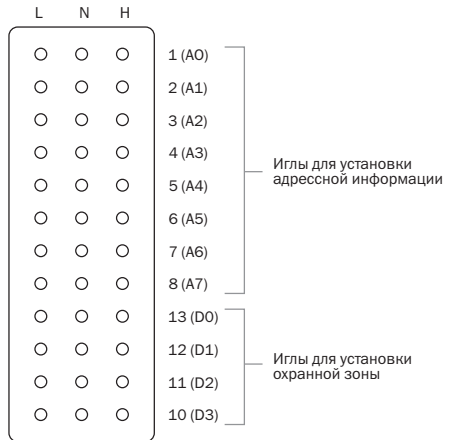 L N H
1 (A0)
2 (A1)
3 (A2)
4 (A3)
5 (A4)
6 (A5)
7 (A6)
8 (A7)
Иглы для установки
адрессной информации
13 (D0)
12 (D1)
11 (D2)
10 (D3)
Иглы для установки
охранной зоны